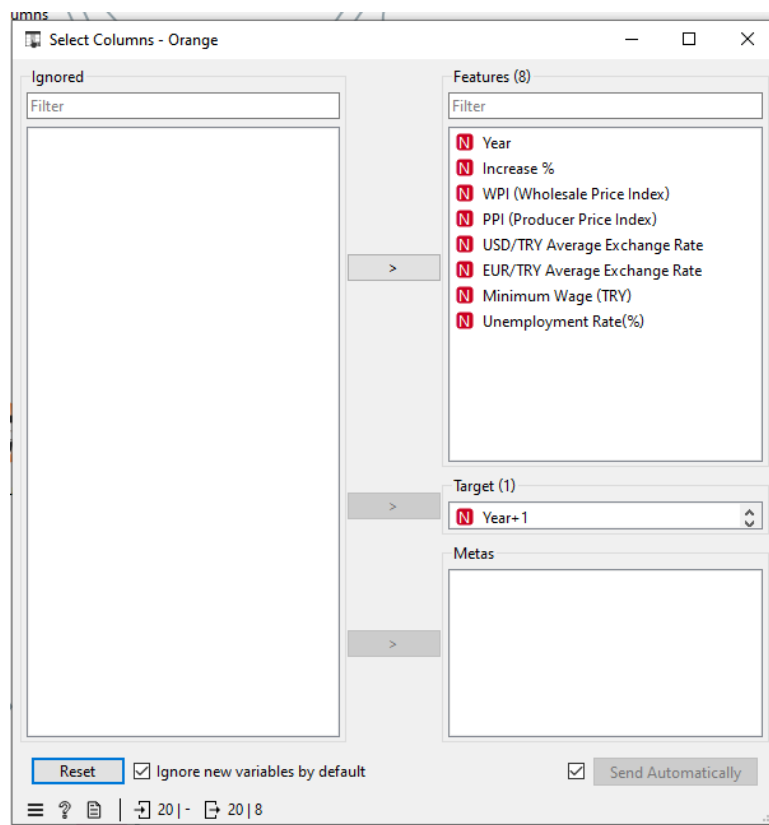 umns
Select Columns - Orange
Ignored
Filter
>
>
>
Features (8)
Filter
N Year
N Increase %
N WPI (Wholesale Price Index)
N PPI (Producer Price Index)
N USD/TRY Average Exchange Rate
N EUR/TRY Average Exchange Rate
N Minimum Wage (TRY)
N Unemployment Rate(%)
Target (1)
N Year+1
Metas
Reset
Ignore new variables by default
Send Automatically
? 20 | - 20 | 8